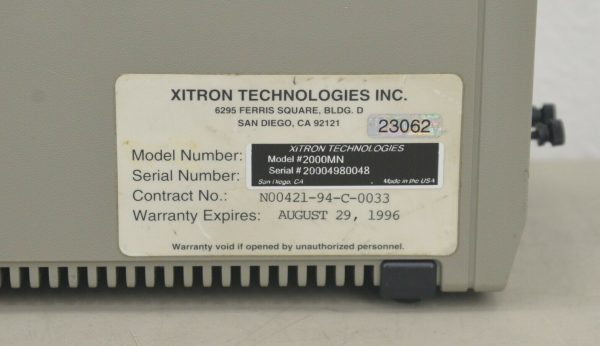 XITRON TECHNOLOGIES INC.
6295 FERRIS SQUARE, BLDG. D
SAN DIEGO, CA 92121
23062
XiTRON TECHNOLOGIES
Model Number: Model #2000MN
Serial Number: Serial #20004980048
San Diego, CA Made in the USA
Contract No.: N00421-94-C-0033
Warranty Expires: AUGUST 29, 1996
Warranty void if opened by unauthorized personnel.